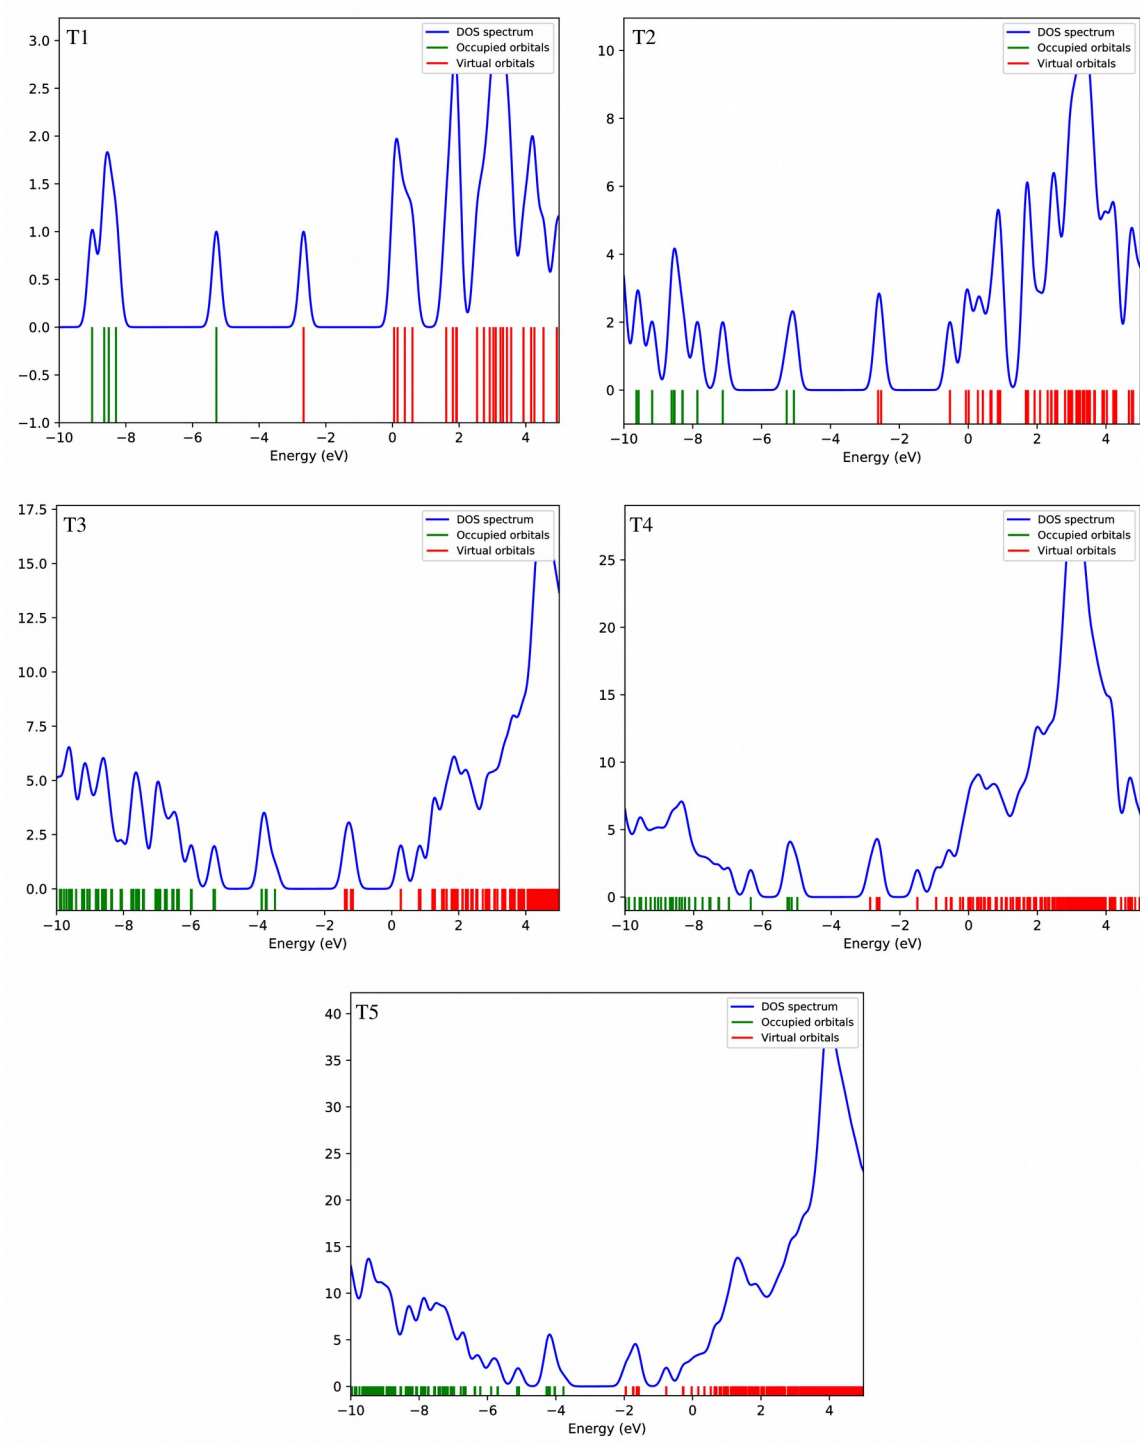 T1
DOS spectrum
Occupied orbitals
Virtual orbitals
3.0
2.5
2.0
1.5
1.0
0.5
0.0
−0.5
−1.0
−10 −8 −6 −4 −2 0 2 4
Energy (eV)
T2
DOS spectrum
Occupied orbitals
Virtual orbitals
10
8
6
4
2
0
−10 −8 −6 −4 −2 0 2 4
Energy (eV)
T3
DOS spectrum
Occupied orbitals
Virtual orbitals
17.5
15.0
12.5
10.0
7.5
5.0
2.5
0.0
−10 −8 −6 −4 −2 0 2 4
Energy (eV)
T4
DOS spectrum
Occupied orbitals
Virtual orbitals
25
20
15
10
5
0
−10 −8 −6 −4 −2 0 2 4
Energy (eV)
T5
DOS spectrum
Occupied orbitals
Virtual orbitals
40
35
30
25
20
15
10
5
0
−10 −8 −6 −4 −2 0 2 4
Energy (eV)